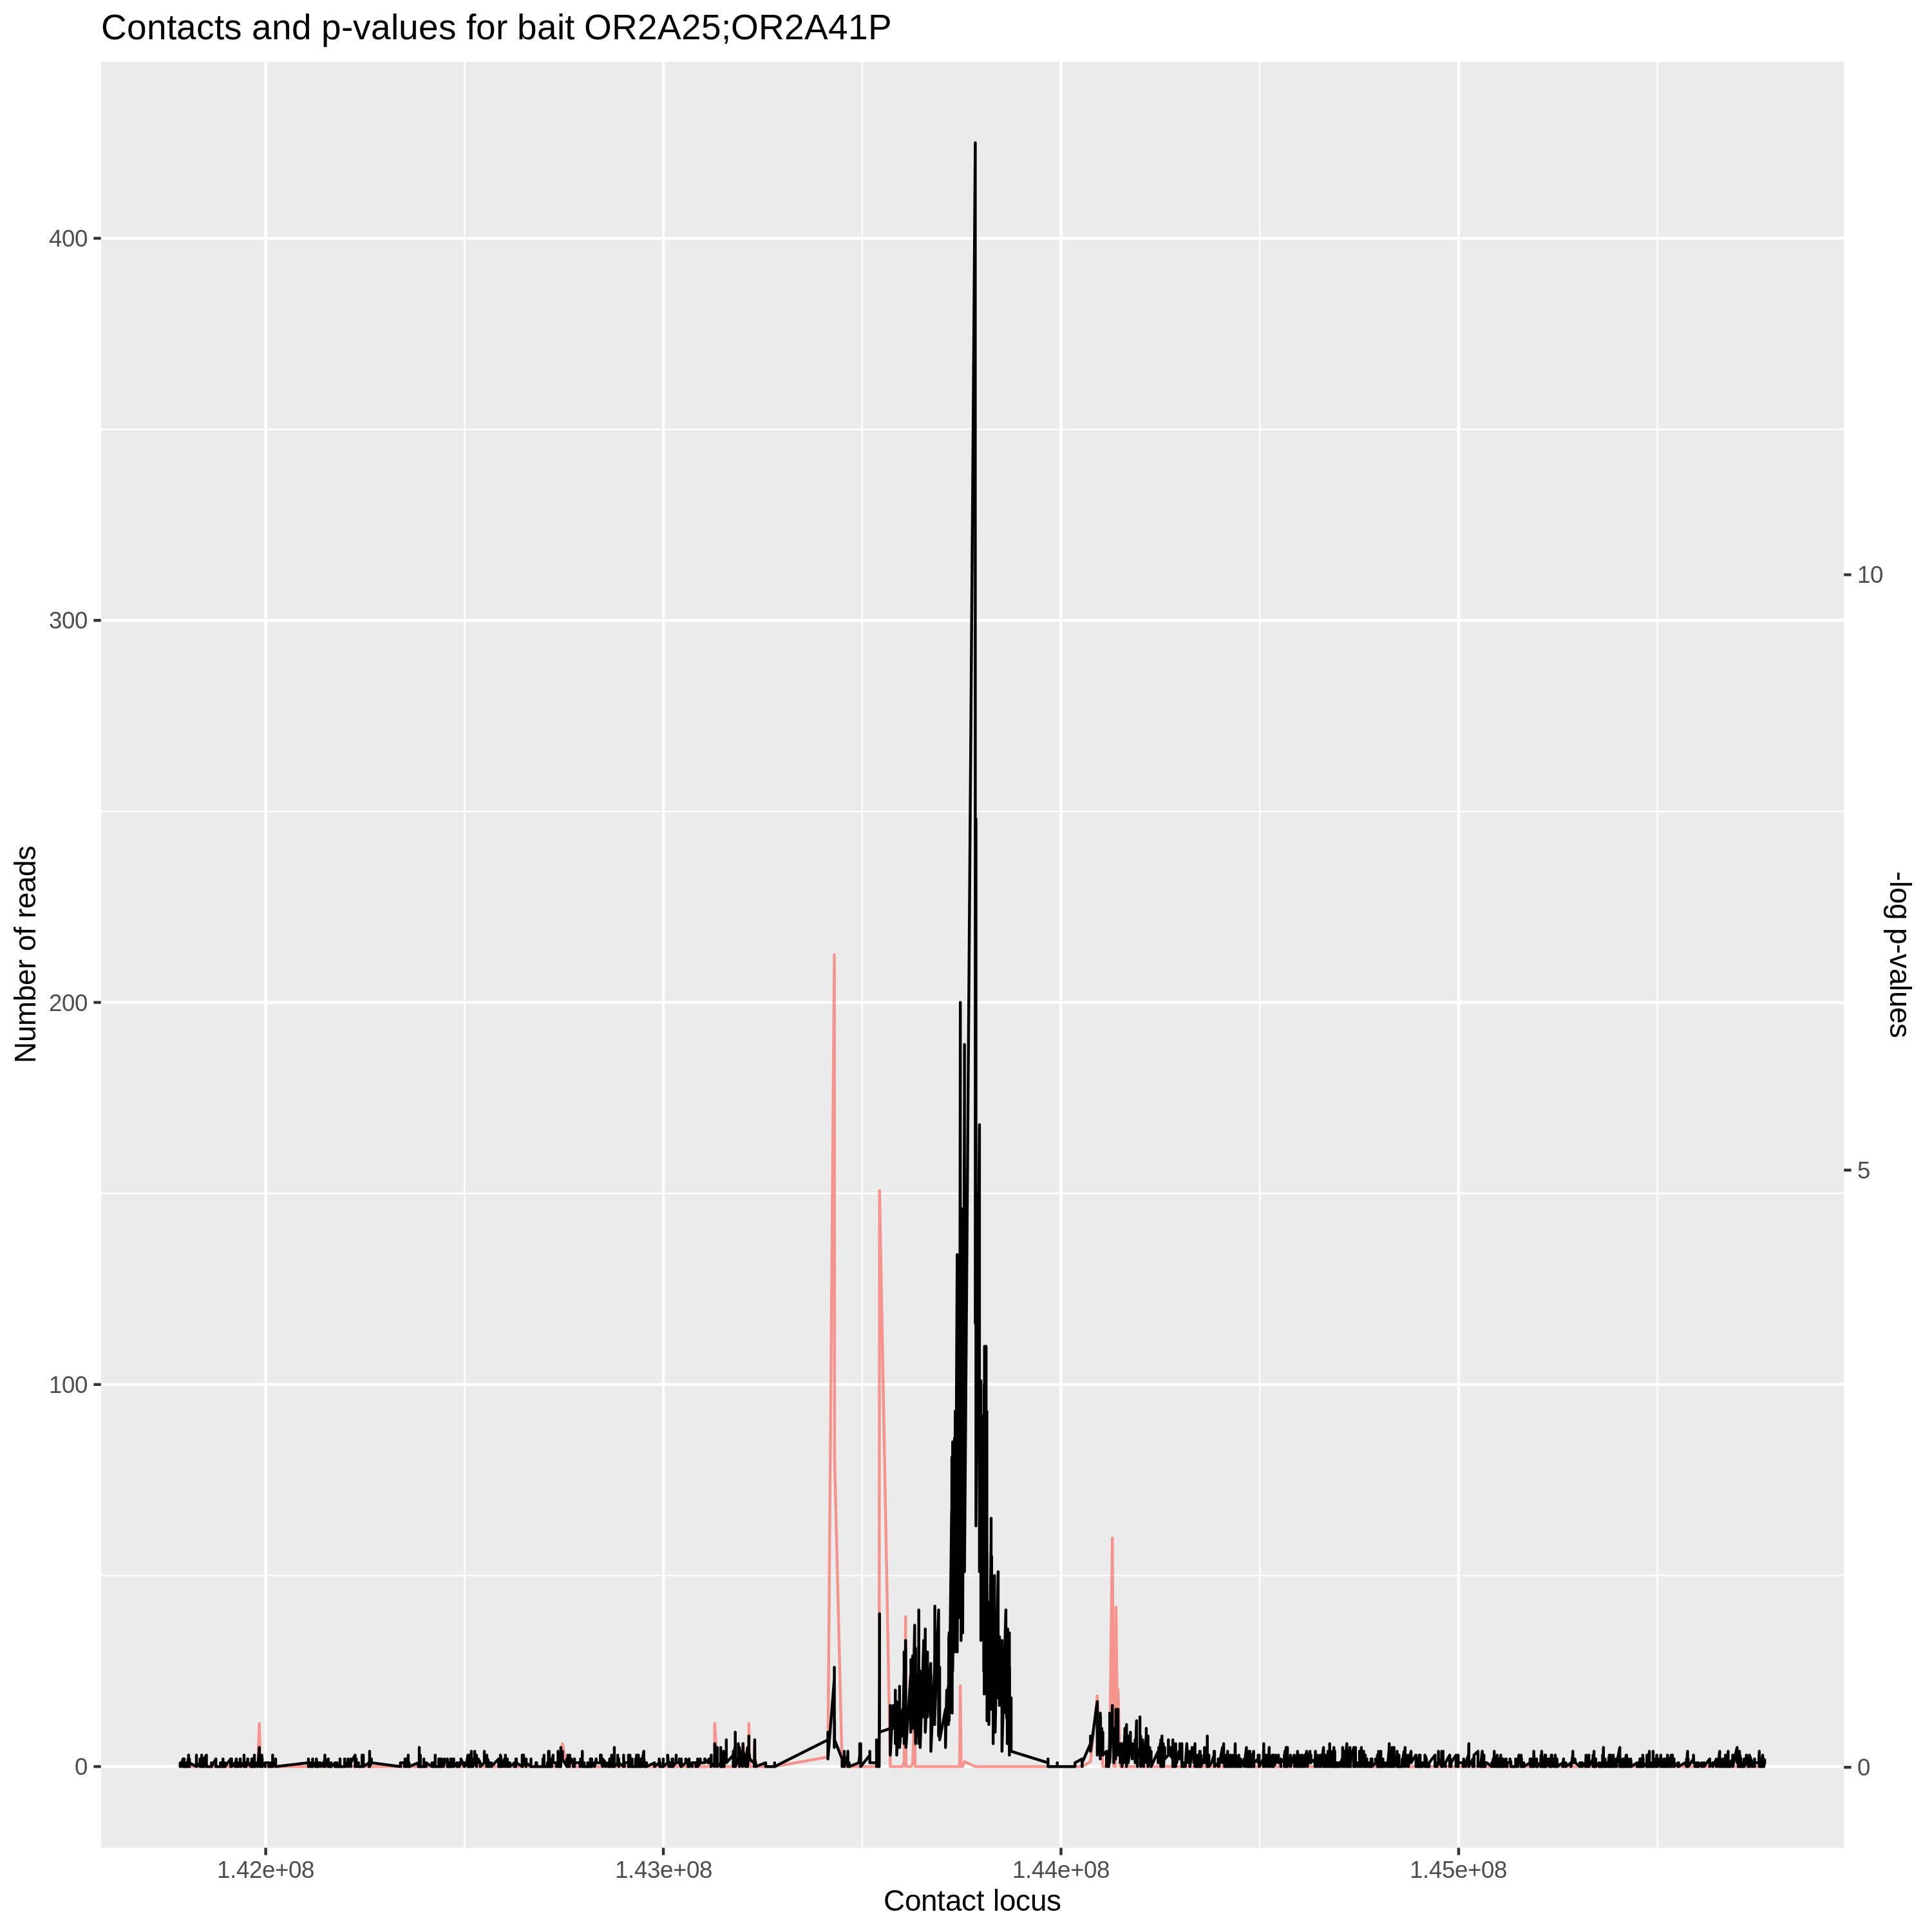 Contacts and p-values for bait OR2A25;OR2A41P
400
300
200
100
0
Number of reads
10
5
0
-log p-values
1.42e+08
1.43e+08
1.44e+08
1.45e+08
Contact locus